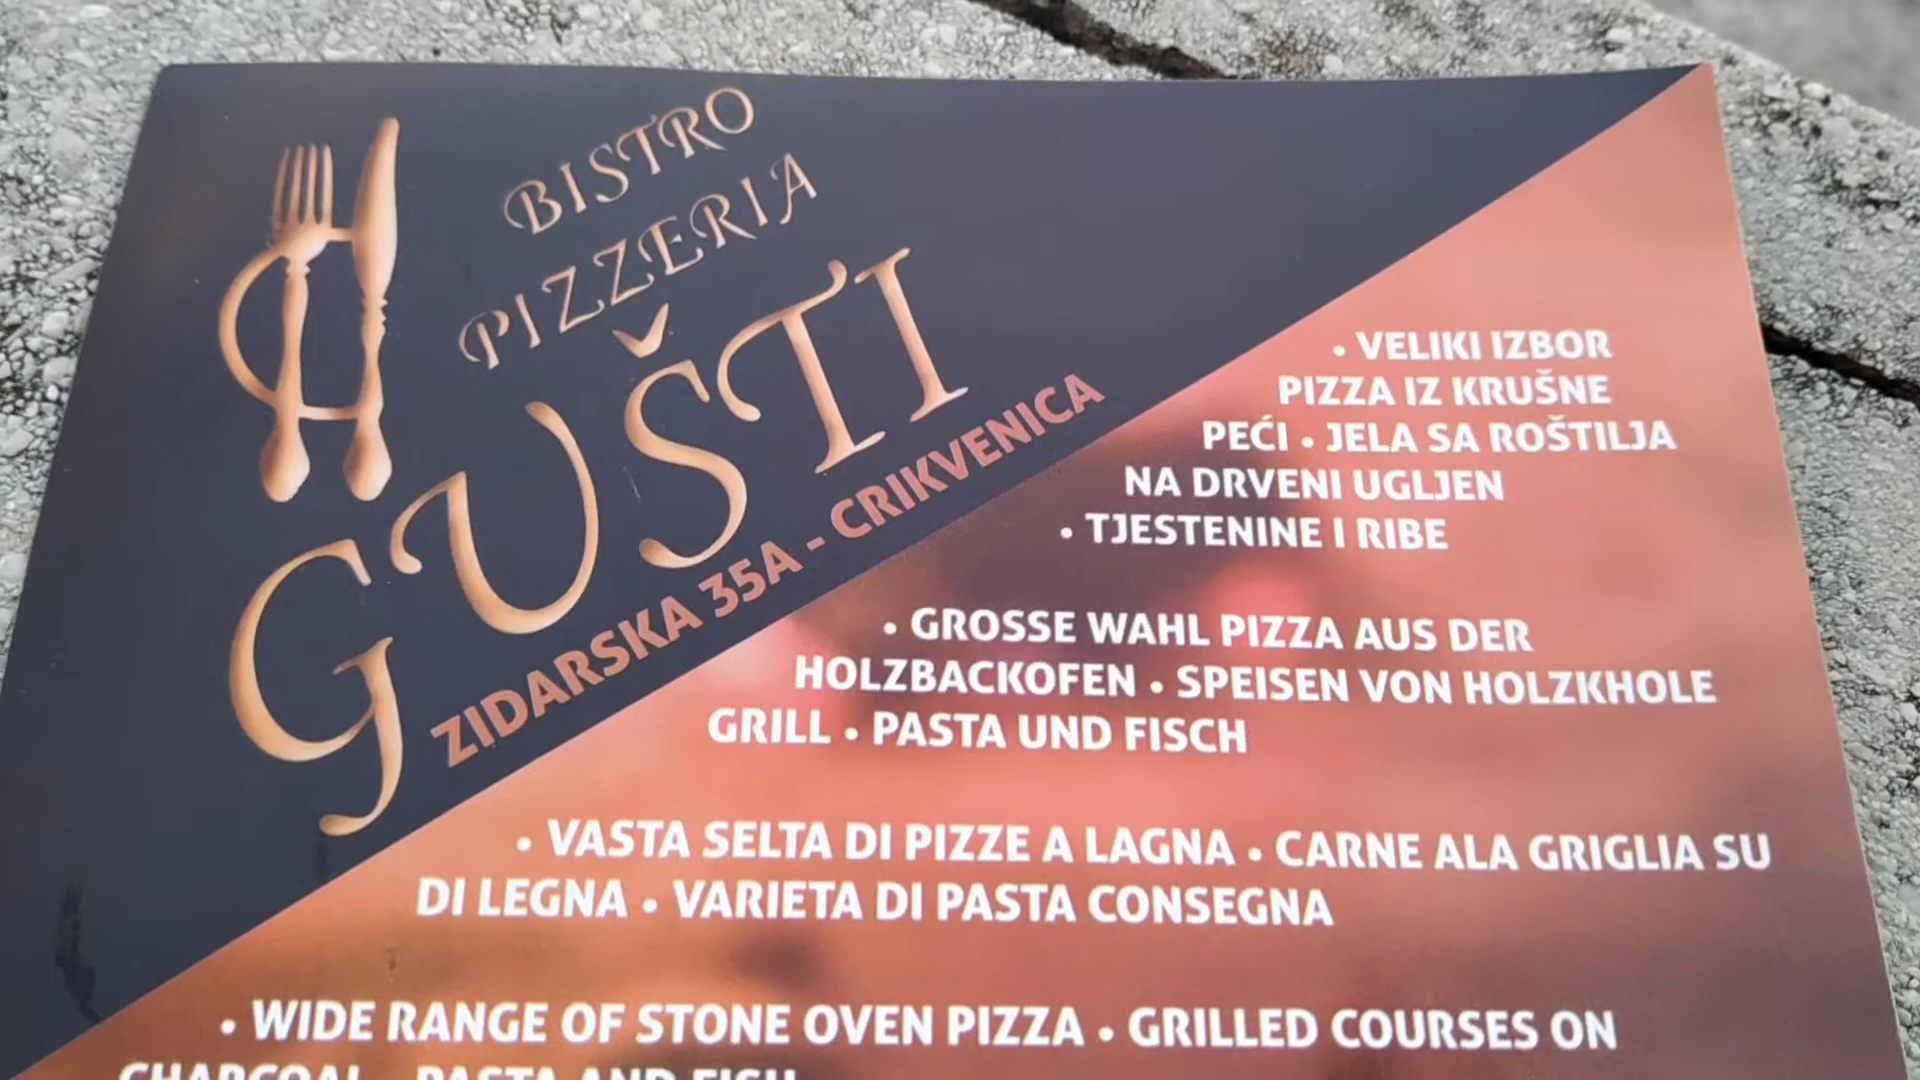 BISTRO
PIZZERIA
GUŠTI
ZIDARSKA 35A - CRIKVENICA
• VELIKI IZBOR
PIZZA IZ KRUŠNE
PEĆI • JELA SA ROŠTILJA
NA DRVENI UGLJEN
• TJESTENINE I RIBE
• GROSSE WAHL PIZZA AUS DER
HOLZBACKOFEN • SPEISEN VON HOLZKHOLE
GRILL • PASTA UND FISCH
• VASTA SELTA DI PIZZE A LAGNA • CARNE ALA GRIGLIA SU
DI LEGNA • VARIETA DI PASTA CONSEGNA
• WIDE RANGE OF STONE OVEN PIZZA • GRILLED COURSES ON
CHARCOAL • PASTA AND FISH